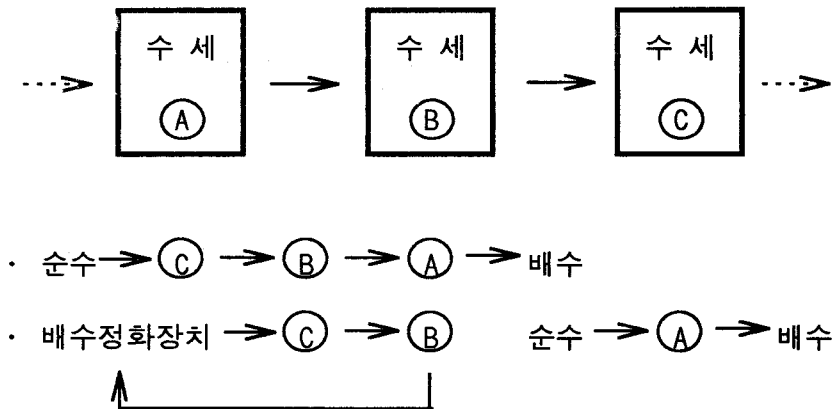 수 세 수 세 수 세
A B C
· 순수 C B A 배수
· 배수정화장치 C B 순수 A 배수